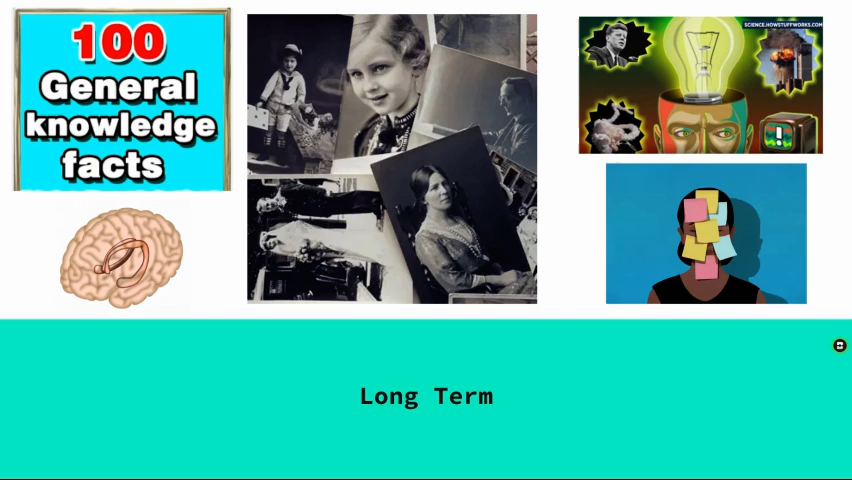 100
General
knowledge
facts
SCIENCE.HOWSTUFFWORKS.COM
Long Term